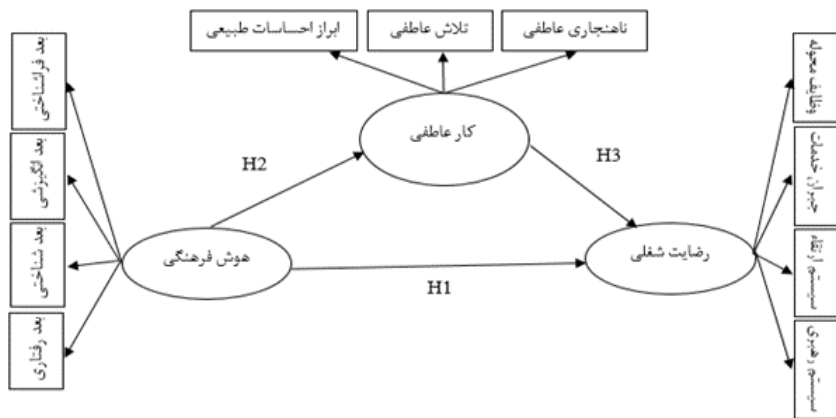 ابراز احساسات طبیعی
تلاش عاطفی
ناهنجاری عاطفی
کار عاطفی
H2
H3
بعد فراشناختی
بعد انگیزشی
بعد شناختی
بعد رفتاری
هوش فرهنگی
H1
رضایت شغلی
وظایف محوله
جبران خدمات
سیستم ارتقاء
سیستم رهبری